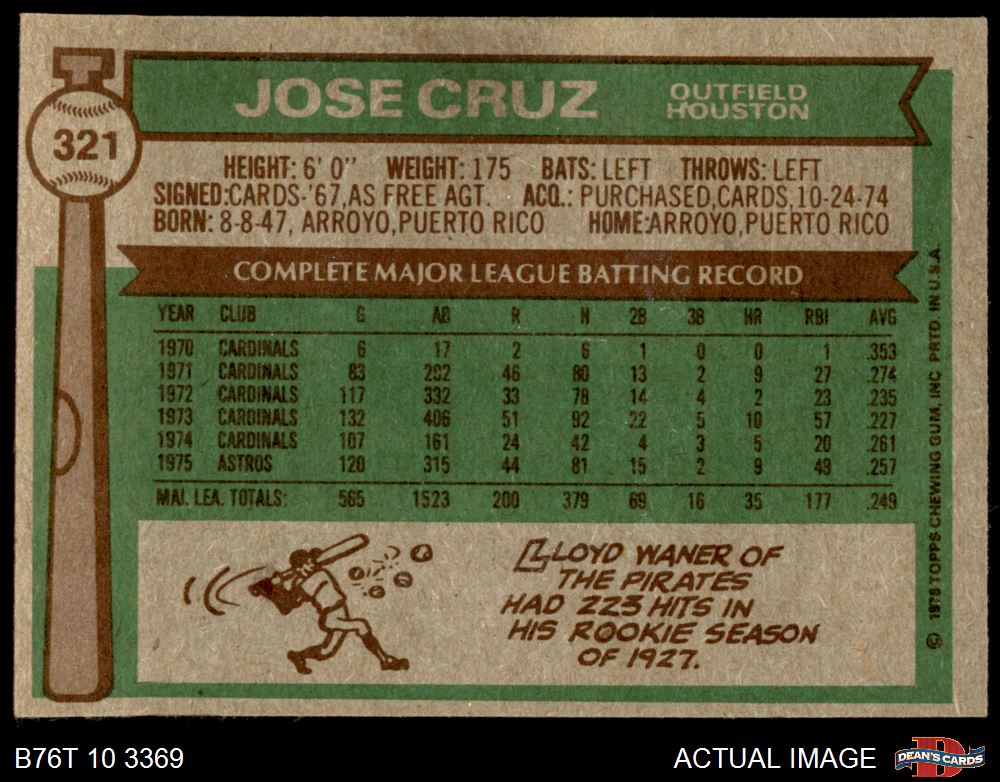 321
JOSE CRUZ
OUTFIELD
HOUSTON
HEIGHT: 6' 0" WEIGHT: 175 BATS: LEFT THROWS: LEFT
SIGNED:CARDS-'67,AS FREE AGT. ACQ.: PURCHASED,CARDS,10-24-74
BORN: 8-8-47, ARROYO,PUERTO RICO HOME:ARROYO,PUERTO RICO
COMPLETE MAJOR LEAGUE BATTING RECORD
YEAR CLUB G AB R H 2B 3B HR RBI AVG
1970 CARDINALS 6 17 2 6 1 0 0 1 .353
1971 CARDINALS 83 292 46 80 13 2 9 27 .274
1972 CARDINALS 117 332 33 78 14 4 2 23 .235
1973 CARDINALS 132 406 51 92 22 5 10 57 .227
1974 CARDINALS 107 161 24 42 4 3 5 20 .261
1975 ASTROS 120 315 44 81 15 2 9 49 .257
MAJ. LEA. TOTALS: 565 1523 200 379 69 16 35 177 .249
LLOYD WANER OF
THE PIRATES
HAD 223 HITS IN
HIS ROOKIE SEASON
OF 1927.
© 1976 TOPPS CHEWING GUM, INC PRTD. IN U.S.A.
B76T 10 3369
ACTUAL IMAGE
D
DEAN'S CARDS